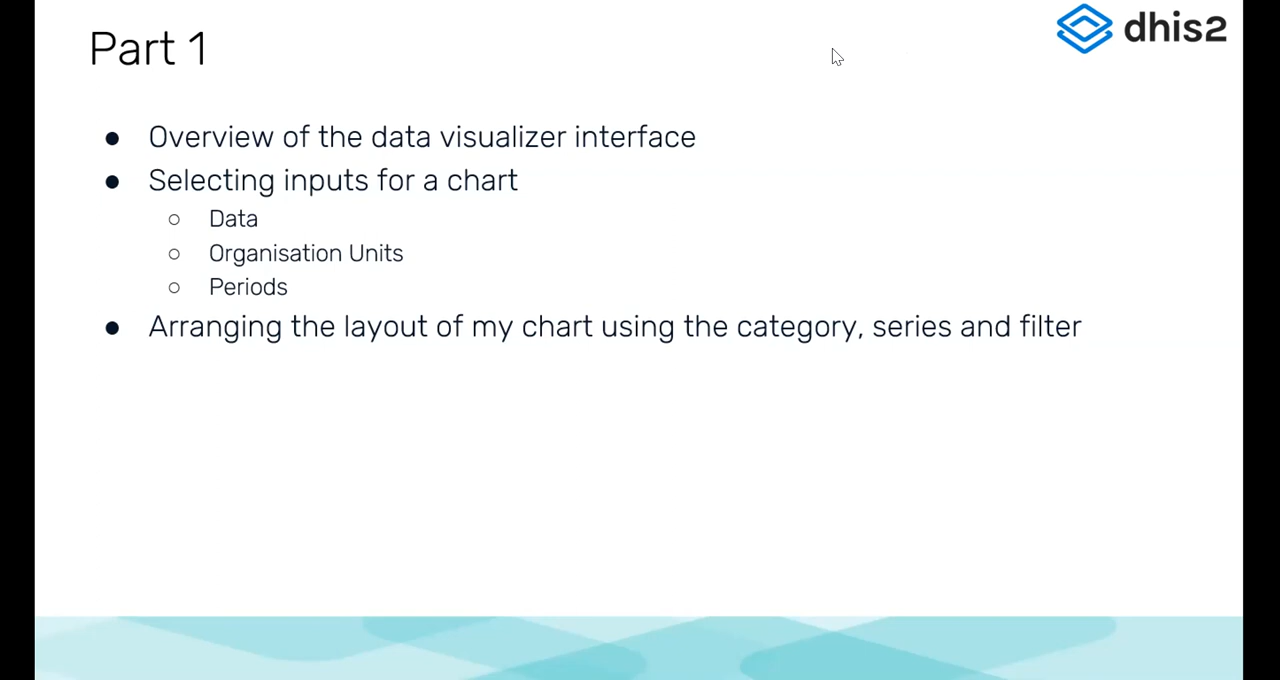 Part 1
dhis2
● Overview of the data visualizer interface
● Selecting inputs for a chart
○ Data
○ Organisation Units
○ Periods
● Arranging the layout of my chart using the category, series and filter